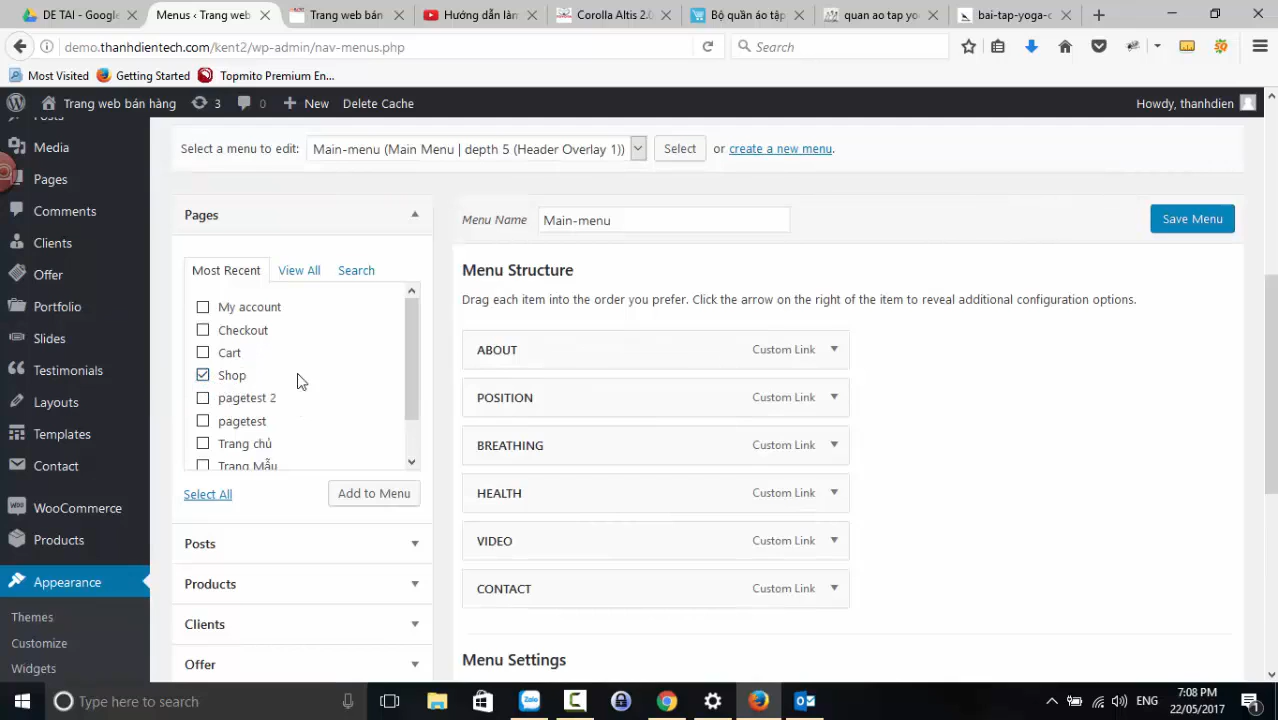 DE TAI - Google
Menus ‹ Trang web
Trang web bán
Hướng dẫn làn
Corolla Altis 2.0
Bộ quần áo tập
quan ao tap yo
bai-tap-yoga-c
demo.thanhdientech.com/kent2/wp-admin/nav-menus.php
Search
Most Visited
Getting Started
Topmito Premium En...
Trang web bán hàng
3
0
New
Delete Cache
Howdy, thanhdien
Posts
Media
Pages
Comments
Clients
Offer
Portfolio
Slides
Testimonials
Layouts
Templates
Contact
WooCommerce
Products
Appearance
Themes
Customize
Widgets
Select a menu to edit:
Main-menu (Main Menu | depth 5 (Header Overlay 1))
Select
or create a new menu.
Pages
Most Recent
View All
Search
My account
Checkout
Cart
Shop
pagetest 2
pagetest
Trang chủ
Trang Mẫu
Select All
Add to Menu
Posts
Products
Clients
Offer
Menu Name
Main-menu
Save Menu
Menu Structure
Drag each item into the order you prefer. Click the arrow on the right of the item to reveal additional configuration options.
ABOUT
Custom Link
POSITION
Custom Link
BREATHING
Custom Link
HEALTH
Custom Link
VIDEO
Custom Link
CONTACT
Custom Link
Menu Settings
Type here to search
Zalo
ENG
7:08 PM
22/05/2017
1